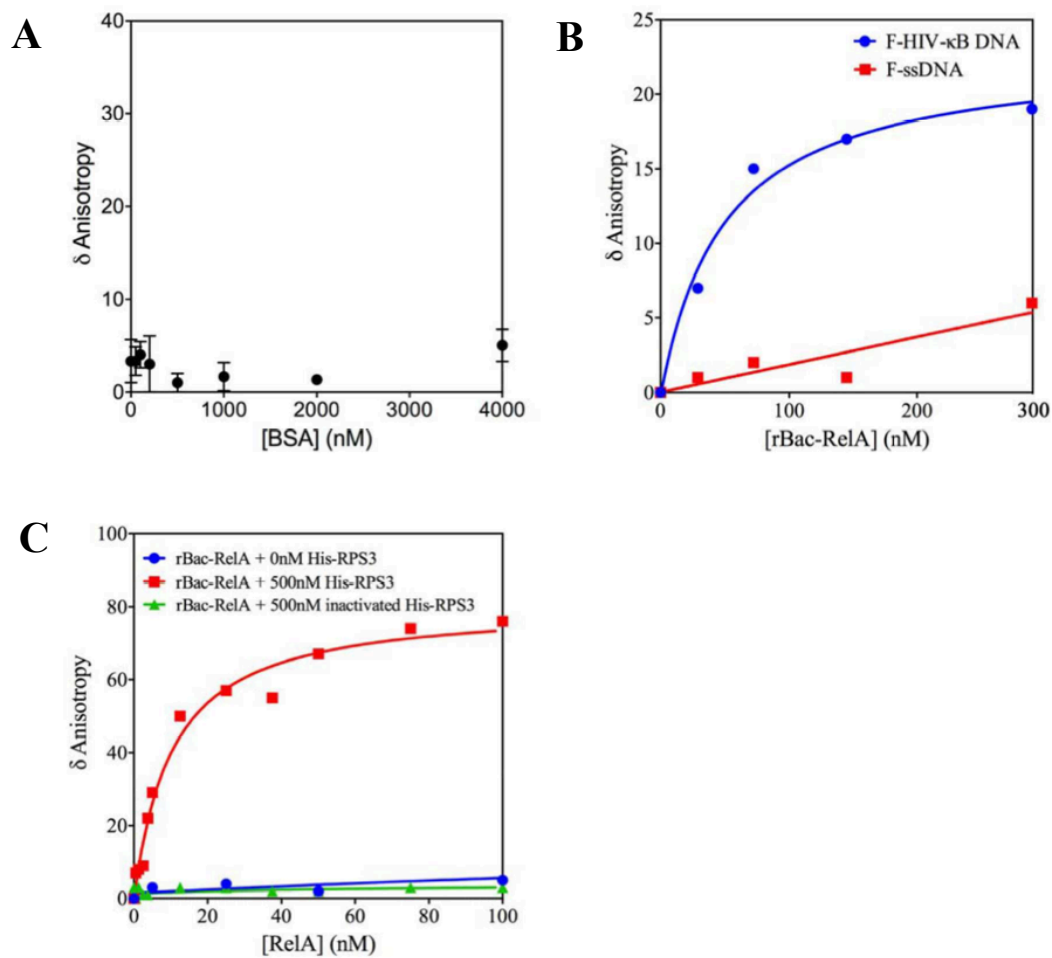 A
40
30
20
10
0
δ Anisotropy
0 1000 2000 3000 4000
[BSA] (nM)
B
F-HIV-κB DNA
F-ssDNA
25
20
15
10
5
0
δ Anisotropy
0 100 200 300
[rBac-RelA] (nM)
C
rBac-RelA + 0nM His-RPS3
rBac-RelA + 500nM His-RPS3
rBac-RelA + 500nM inactivated His-RPS3
100
80
60
40
20
0
δ Anisotropy
0 20 40 60 80 100
[RelA] (nM)